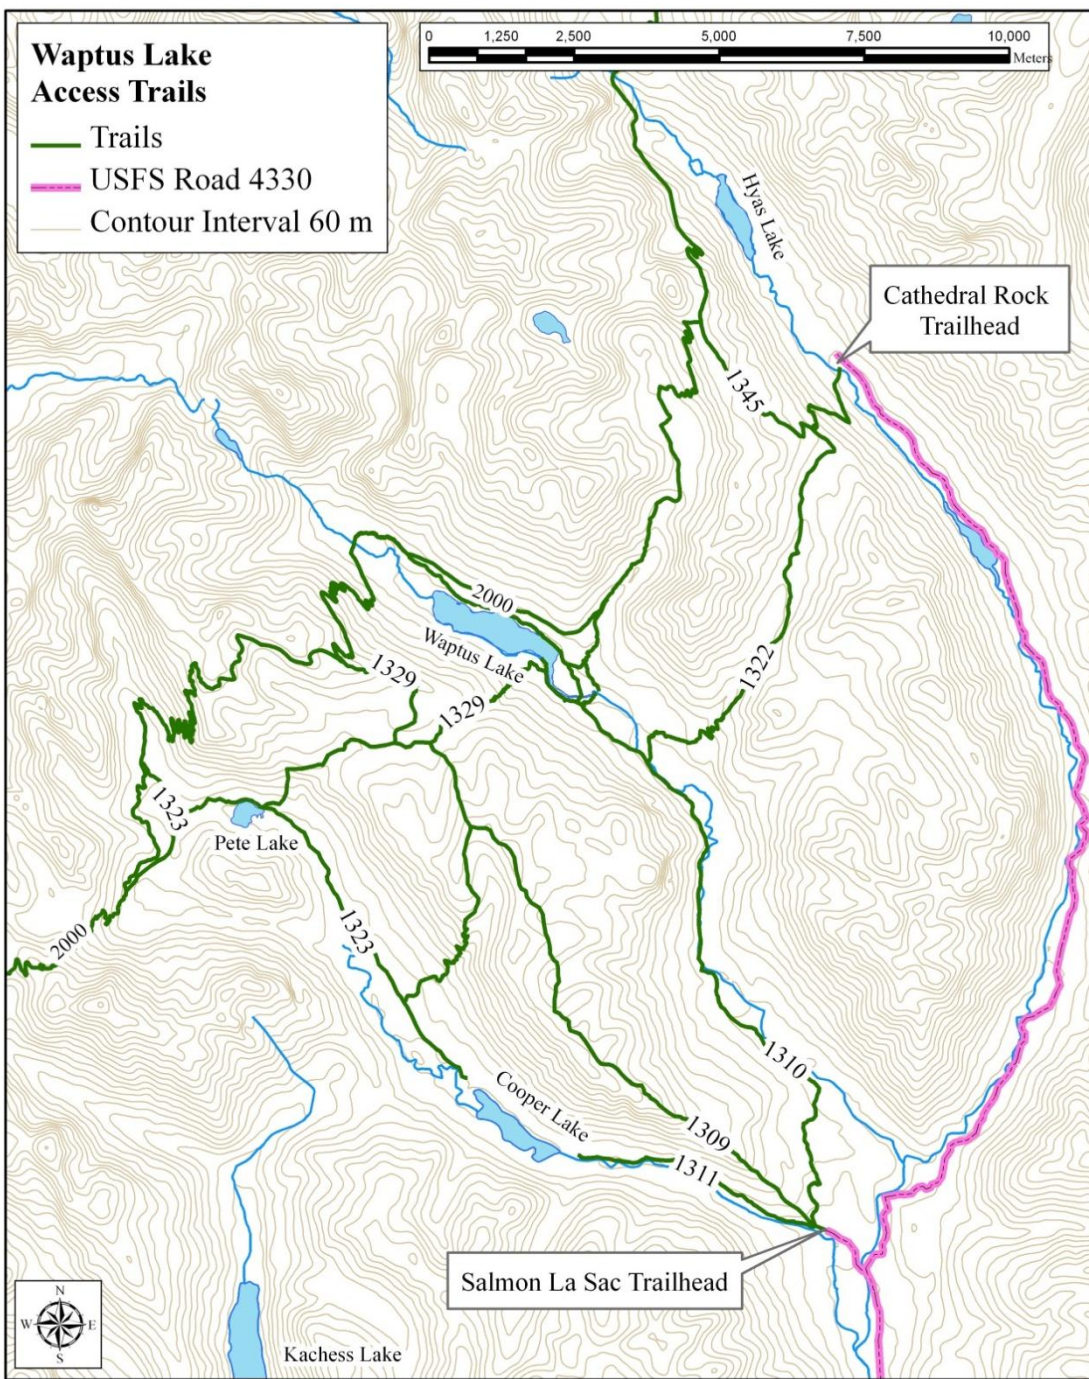 Waptus Lake
Access Trails
Trails
USFS Road 4330
Contour Interval 60 m
0 1,250 2,500 5,000 7,500 10,000
Meters
Hyas Lake
Cathedral Rock
Trailhead
1345
2000
Waptus Lake
1322
1329
1329
1323
Pete Lake
1323
2000
1310
Cooper Lake
1309
1311
Salmon La Sac Trailhead
N
W E
S
Kachess Lake